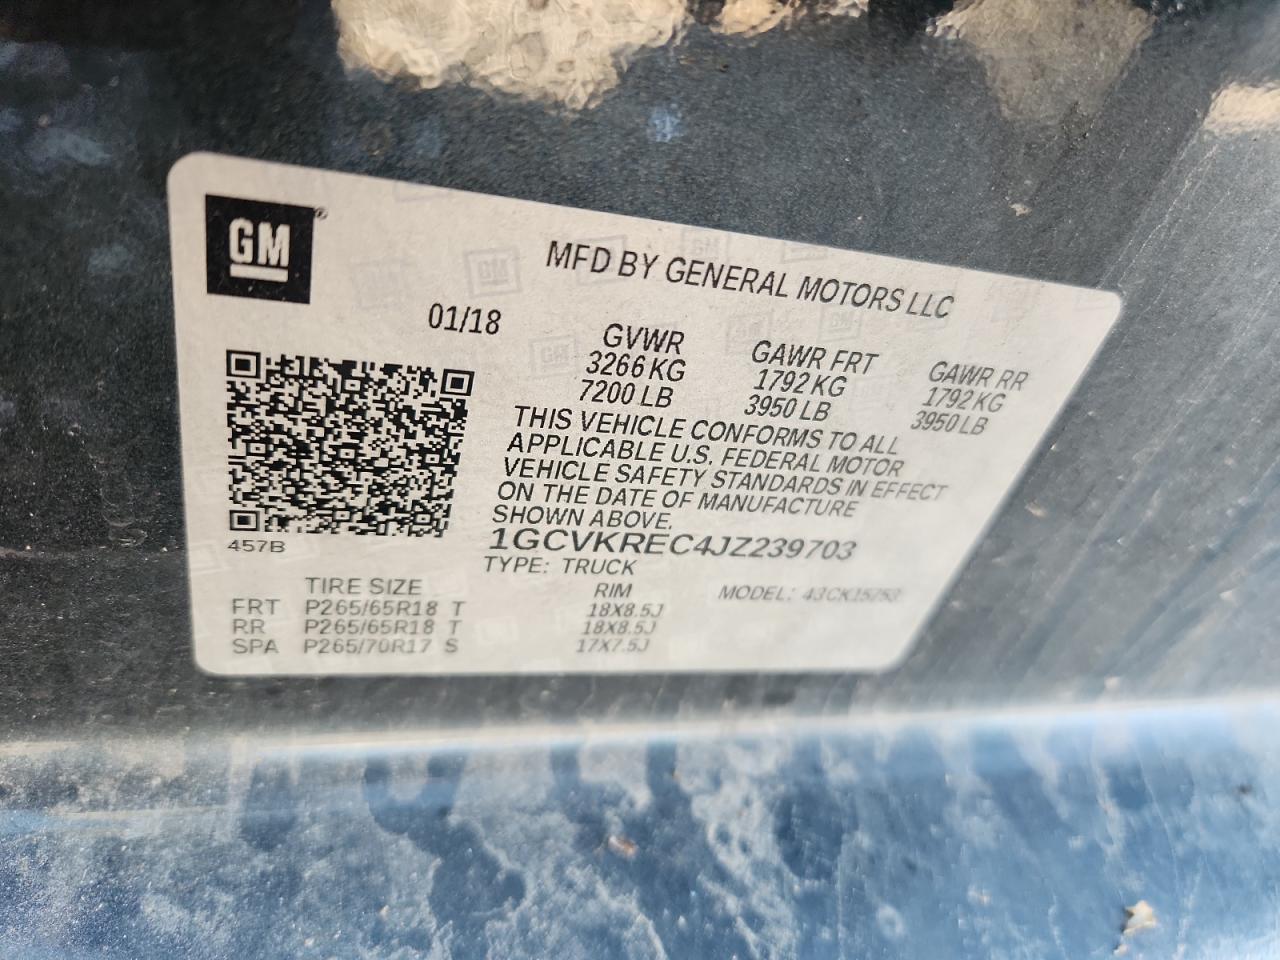 GM
MFD BY GENERAL MOTORS LLC
01/18
GVWR GAWR FRT GAWR RR
3266 KG 1792 KG 1792 KG
7200 LB 3950 LB 3950 LB
THIS VEHICLE CONFORMS TO ALL
APPLICABLE U.S. FEDERAL MOTOR
VEHICLE SAFETY STANDARDS IN EFFECT
ON THE DATE OF MANUFACTURE
SHOWN ABOVE.
457B
1GCVKREC4JZ239703
TYPE: TRUCK
TIRE SIZE RIM MODEL:
FRT P265/65R18 T 18X8.5J
RR P265/65R18 T 18X8.5J
SPA P265/70R17 S 17X7.5J